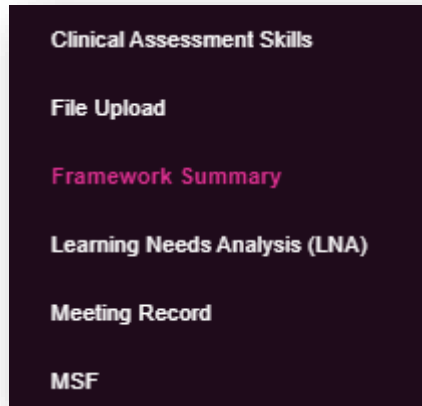 Clinical Assessment Skills
File Upload
Framework Summary
Learning Needs Analysis (LNA)
Meeting Record
MSF